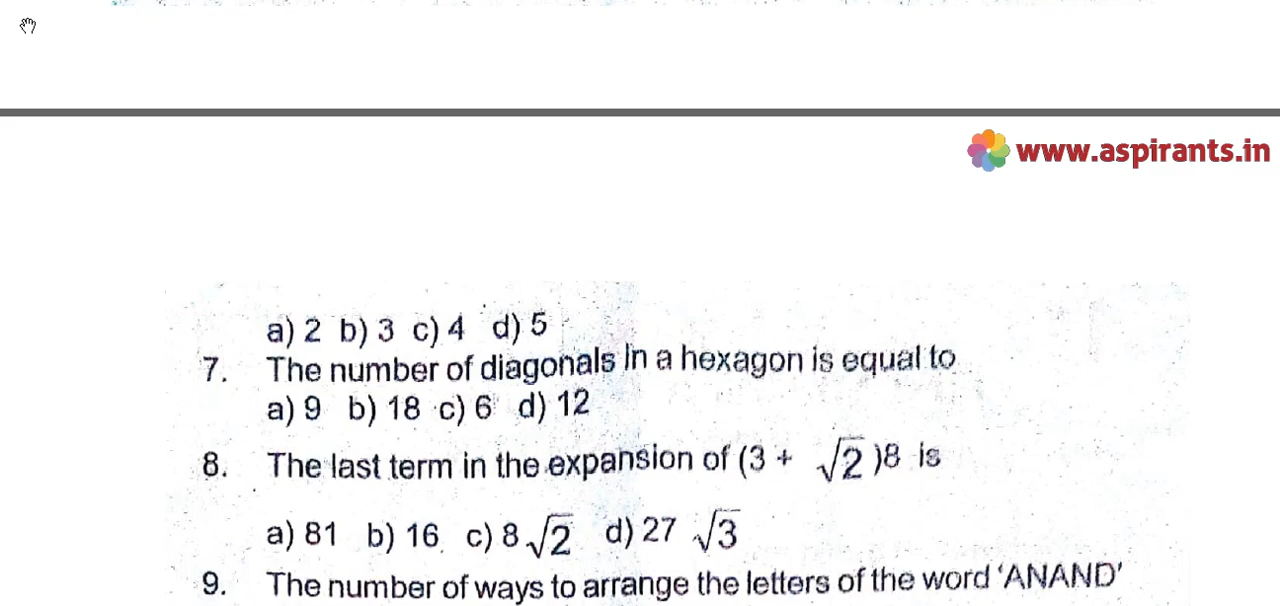 www.aspirants.in
a) 2 b) 3 c) 4 d) 5
7. The number of diagonals in a hexagon is equal to
a) 9 b) 18 c) 6 d) 12
8. The last term in the expansion of (3 + √2 )8 is
a) 81 b) 16 c) 8 √2 d) 27 √3
9. The number of ways to arrange the letters of the word ‘ANAND’